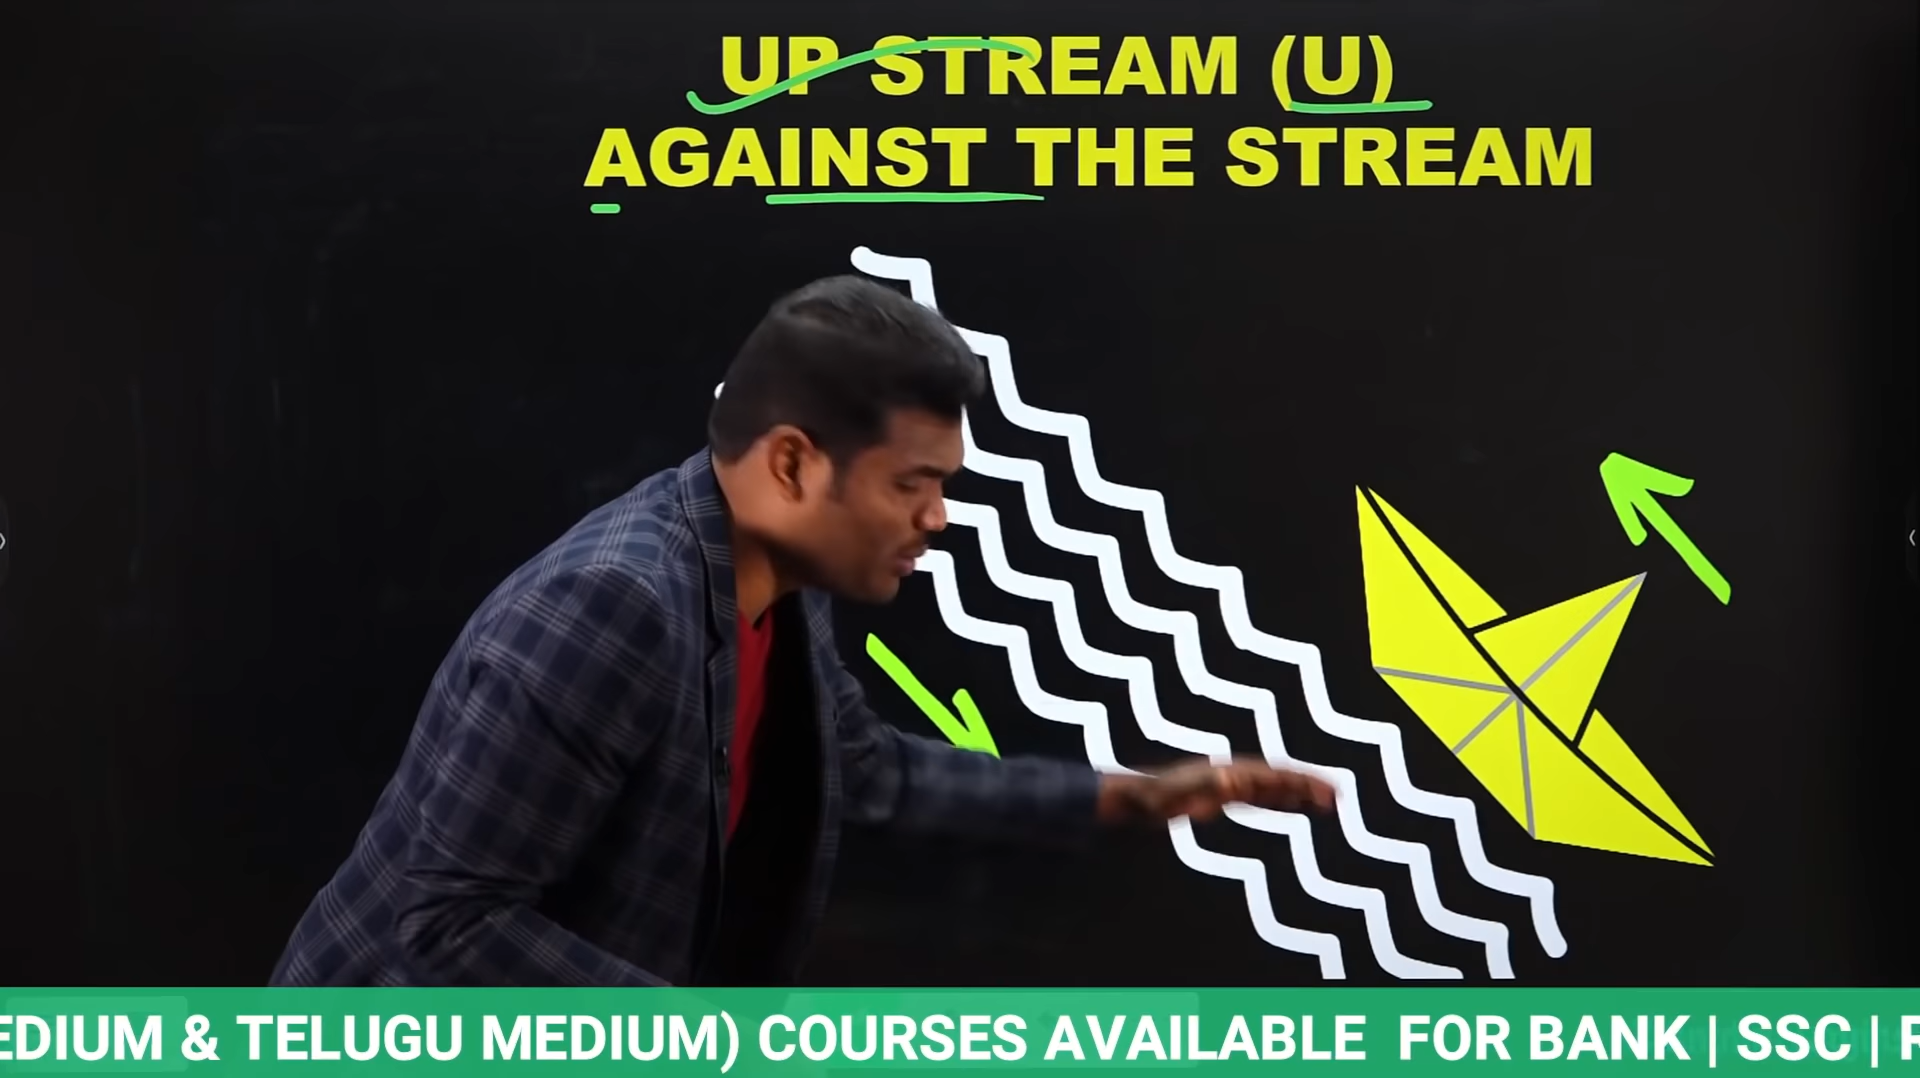 UP STREAM (U)
AGAINST THE STREAM
EDIUM & TELUGU MEDIUM) COURSES AVAILABLE FOR BANK | SSC | R